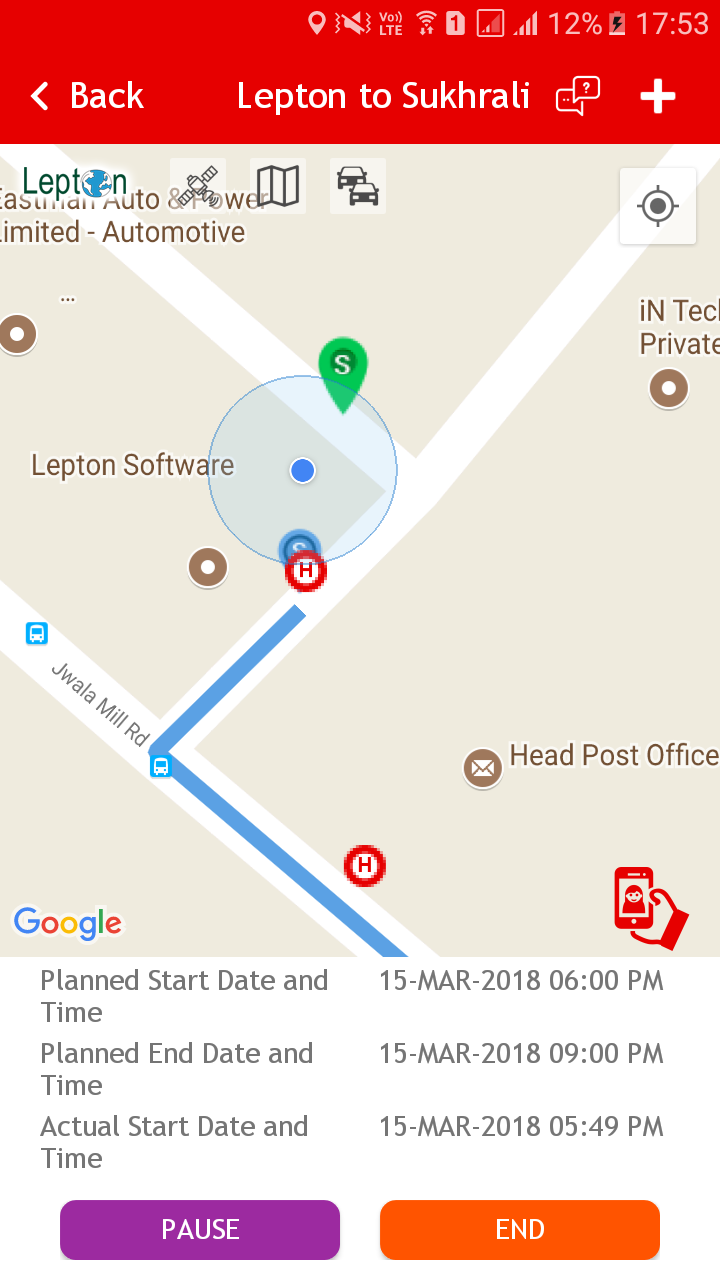 Vo))
LTE
1
12%
17:53
Back
Lepton to Sukhrali
?
Lepton
Eastman Auto & Power
Limited - Automotive
...
iN Tec
Private
S
Lepton Software
S
H
Jwala Mill Rd
Head Post Office
H
Google
Planned Start Date and
Time
15-MAR-2018 06:00 PM
Planned End Date and
Time
15-MAR-2018 09:00 PM
Actual Start Date and
Time
15-MAR-2018 05:49 PM
PAUSE
END